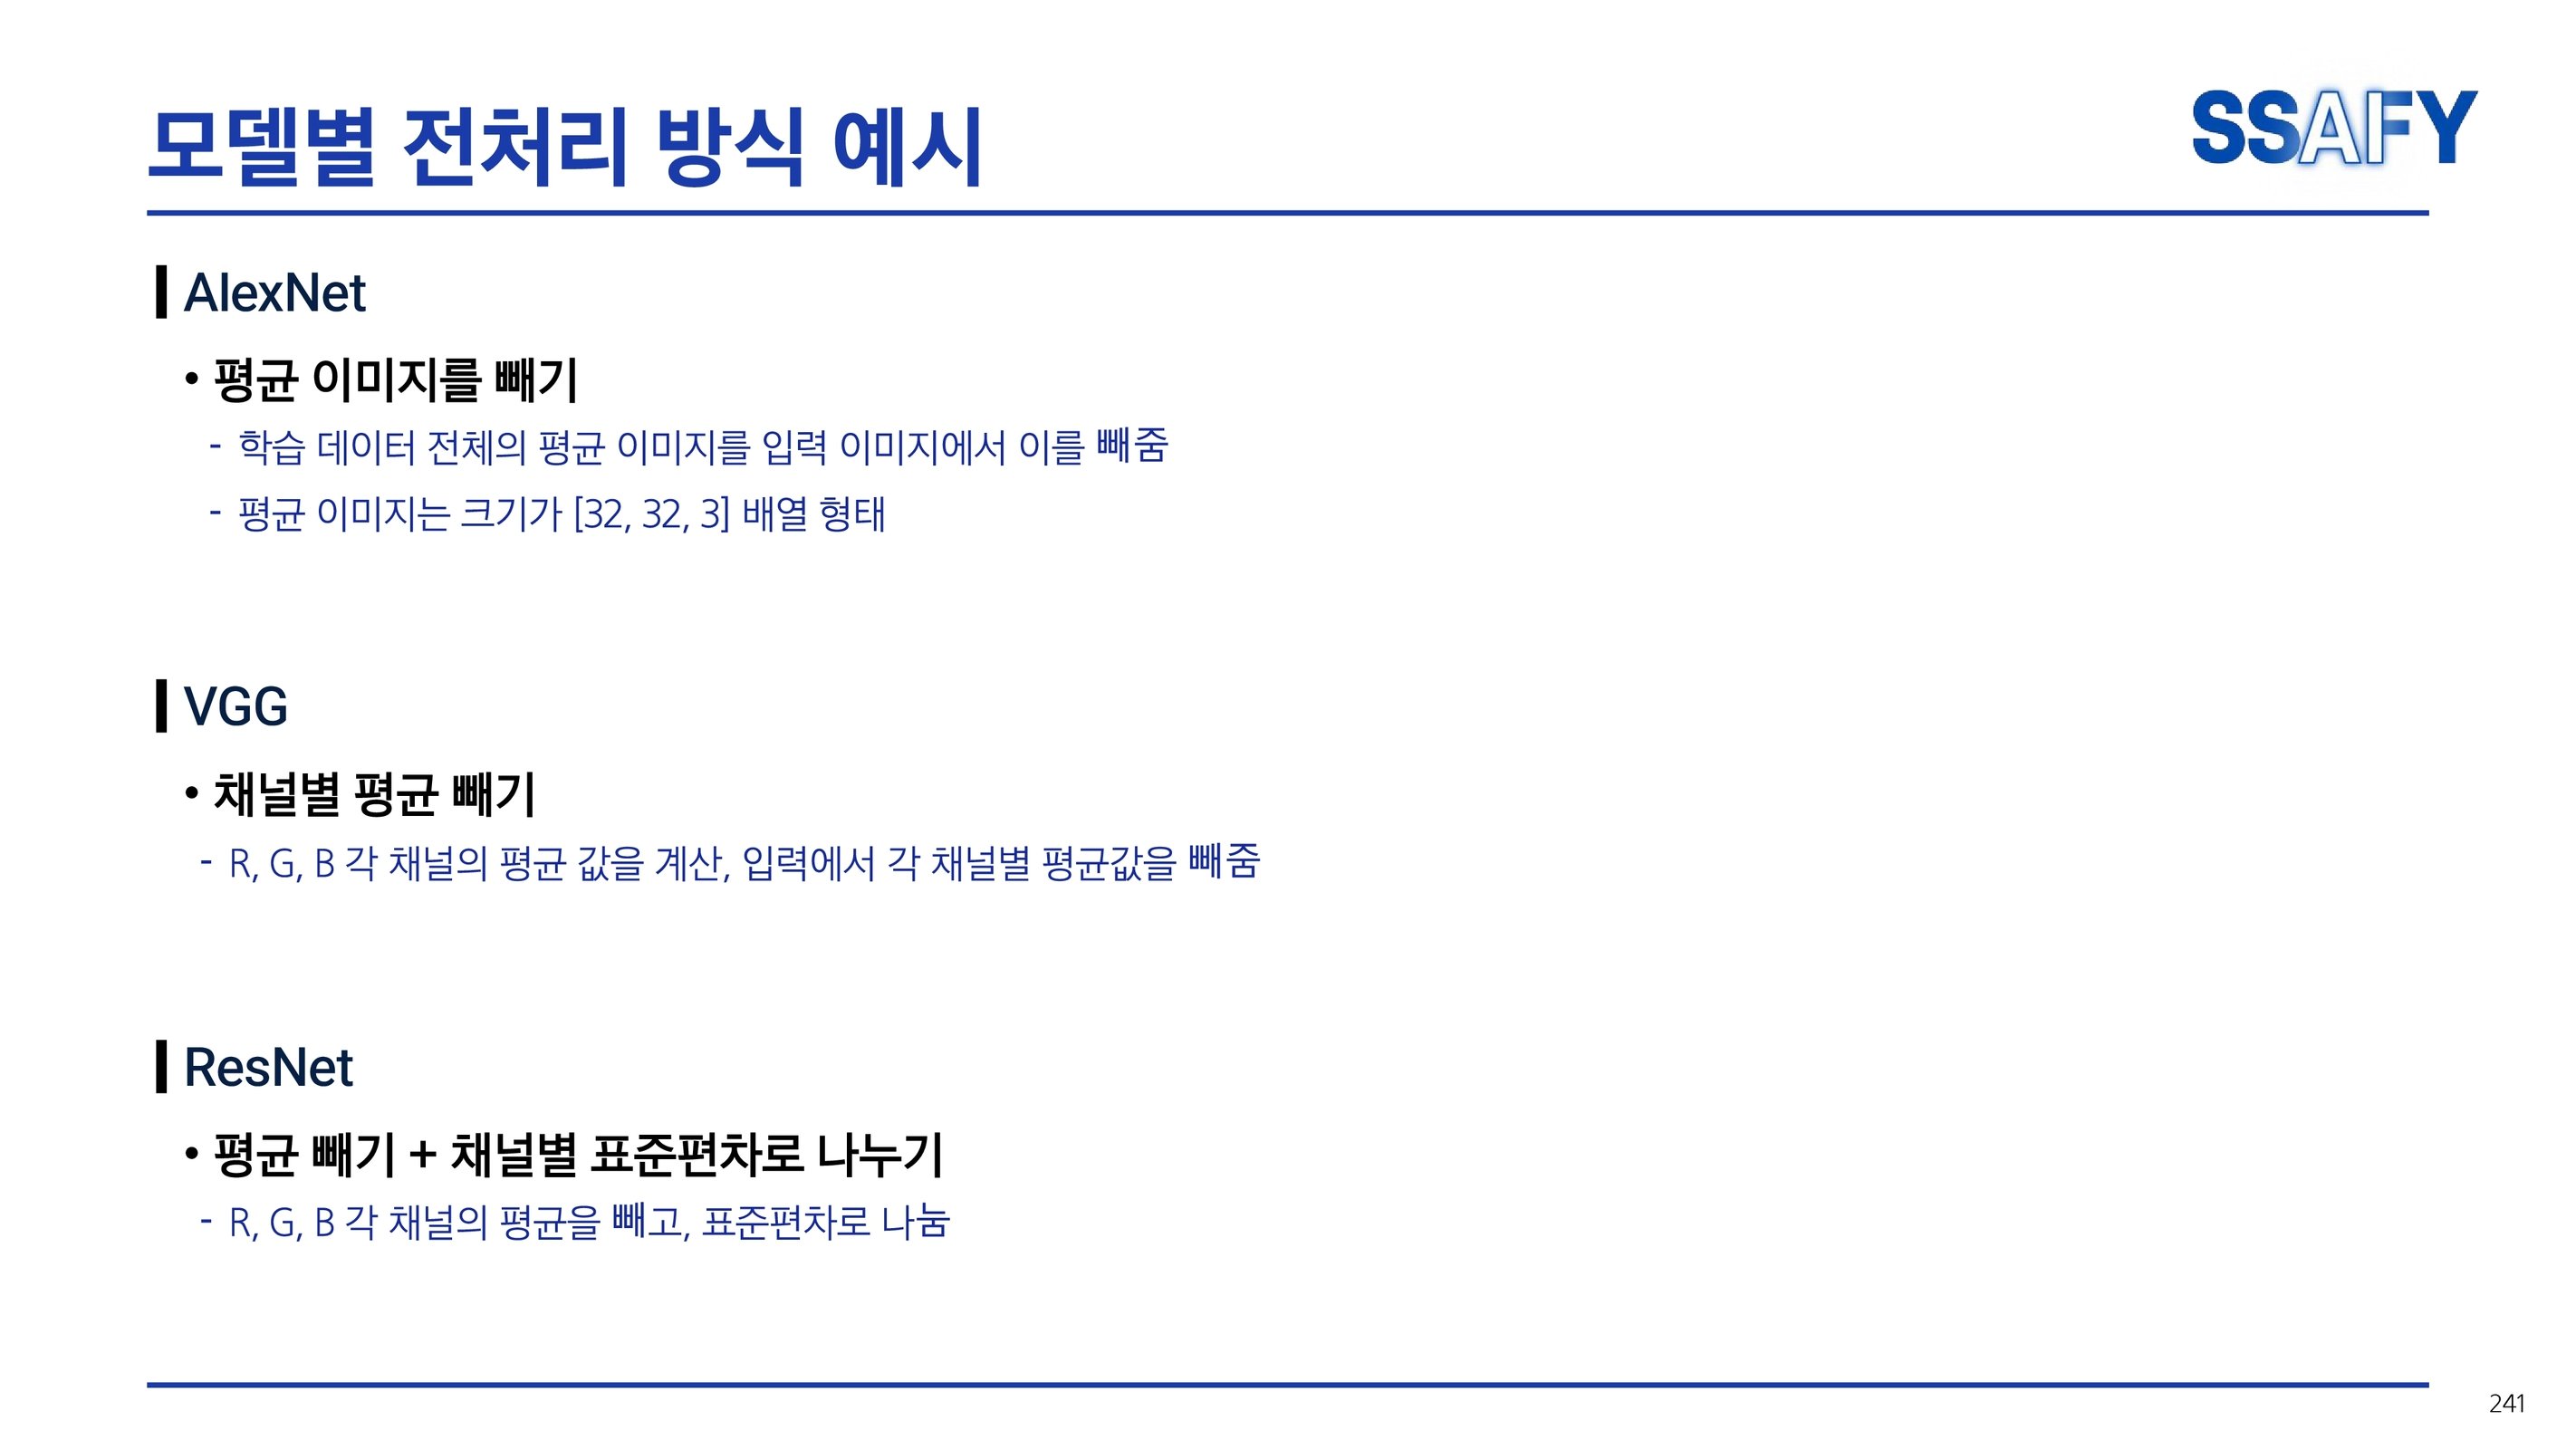 모델별 전처리 방식 예시
SSAFY
AlexNet
• 평균 이미지를 빼기
- 학습 데이터 전체의 평균 이미지를 입력 이미지에서 이를 빼줌
- 평균 이미지는 크기가 [32, 32, 3] 배열 형태
VGG
• 채널별 평균 빼기
- R, G, B 각 채널의 평균 값을 계산, 입력에서 각 채널별 평균값을 빼줌
ResNet
• 평균 빼기 + 채널별 표준편차로 나누기
- R, G, B 각 채널의 평균을 빼고, 표준편차로 나눔
241